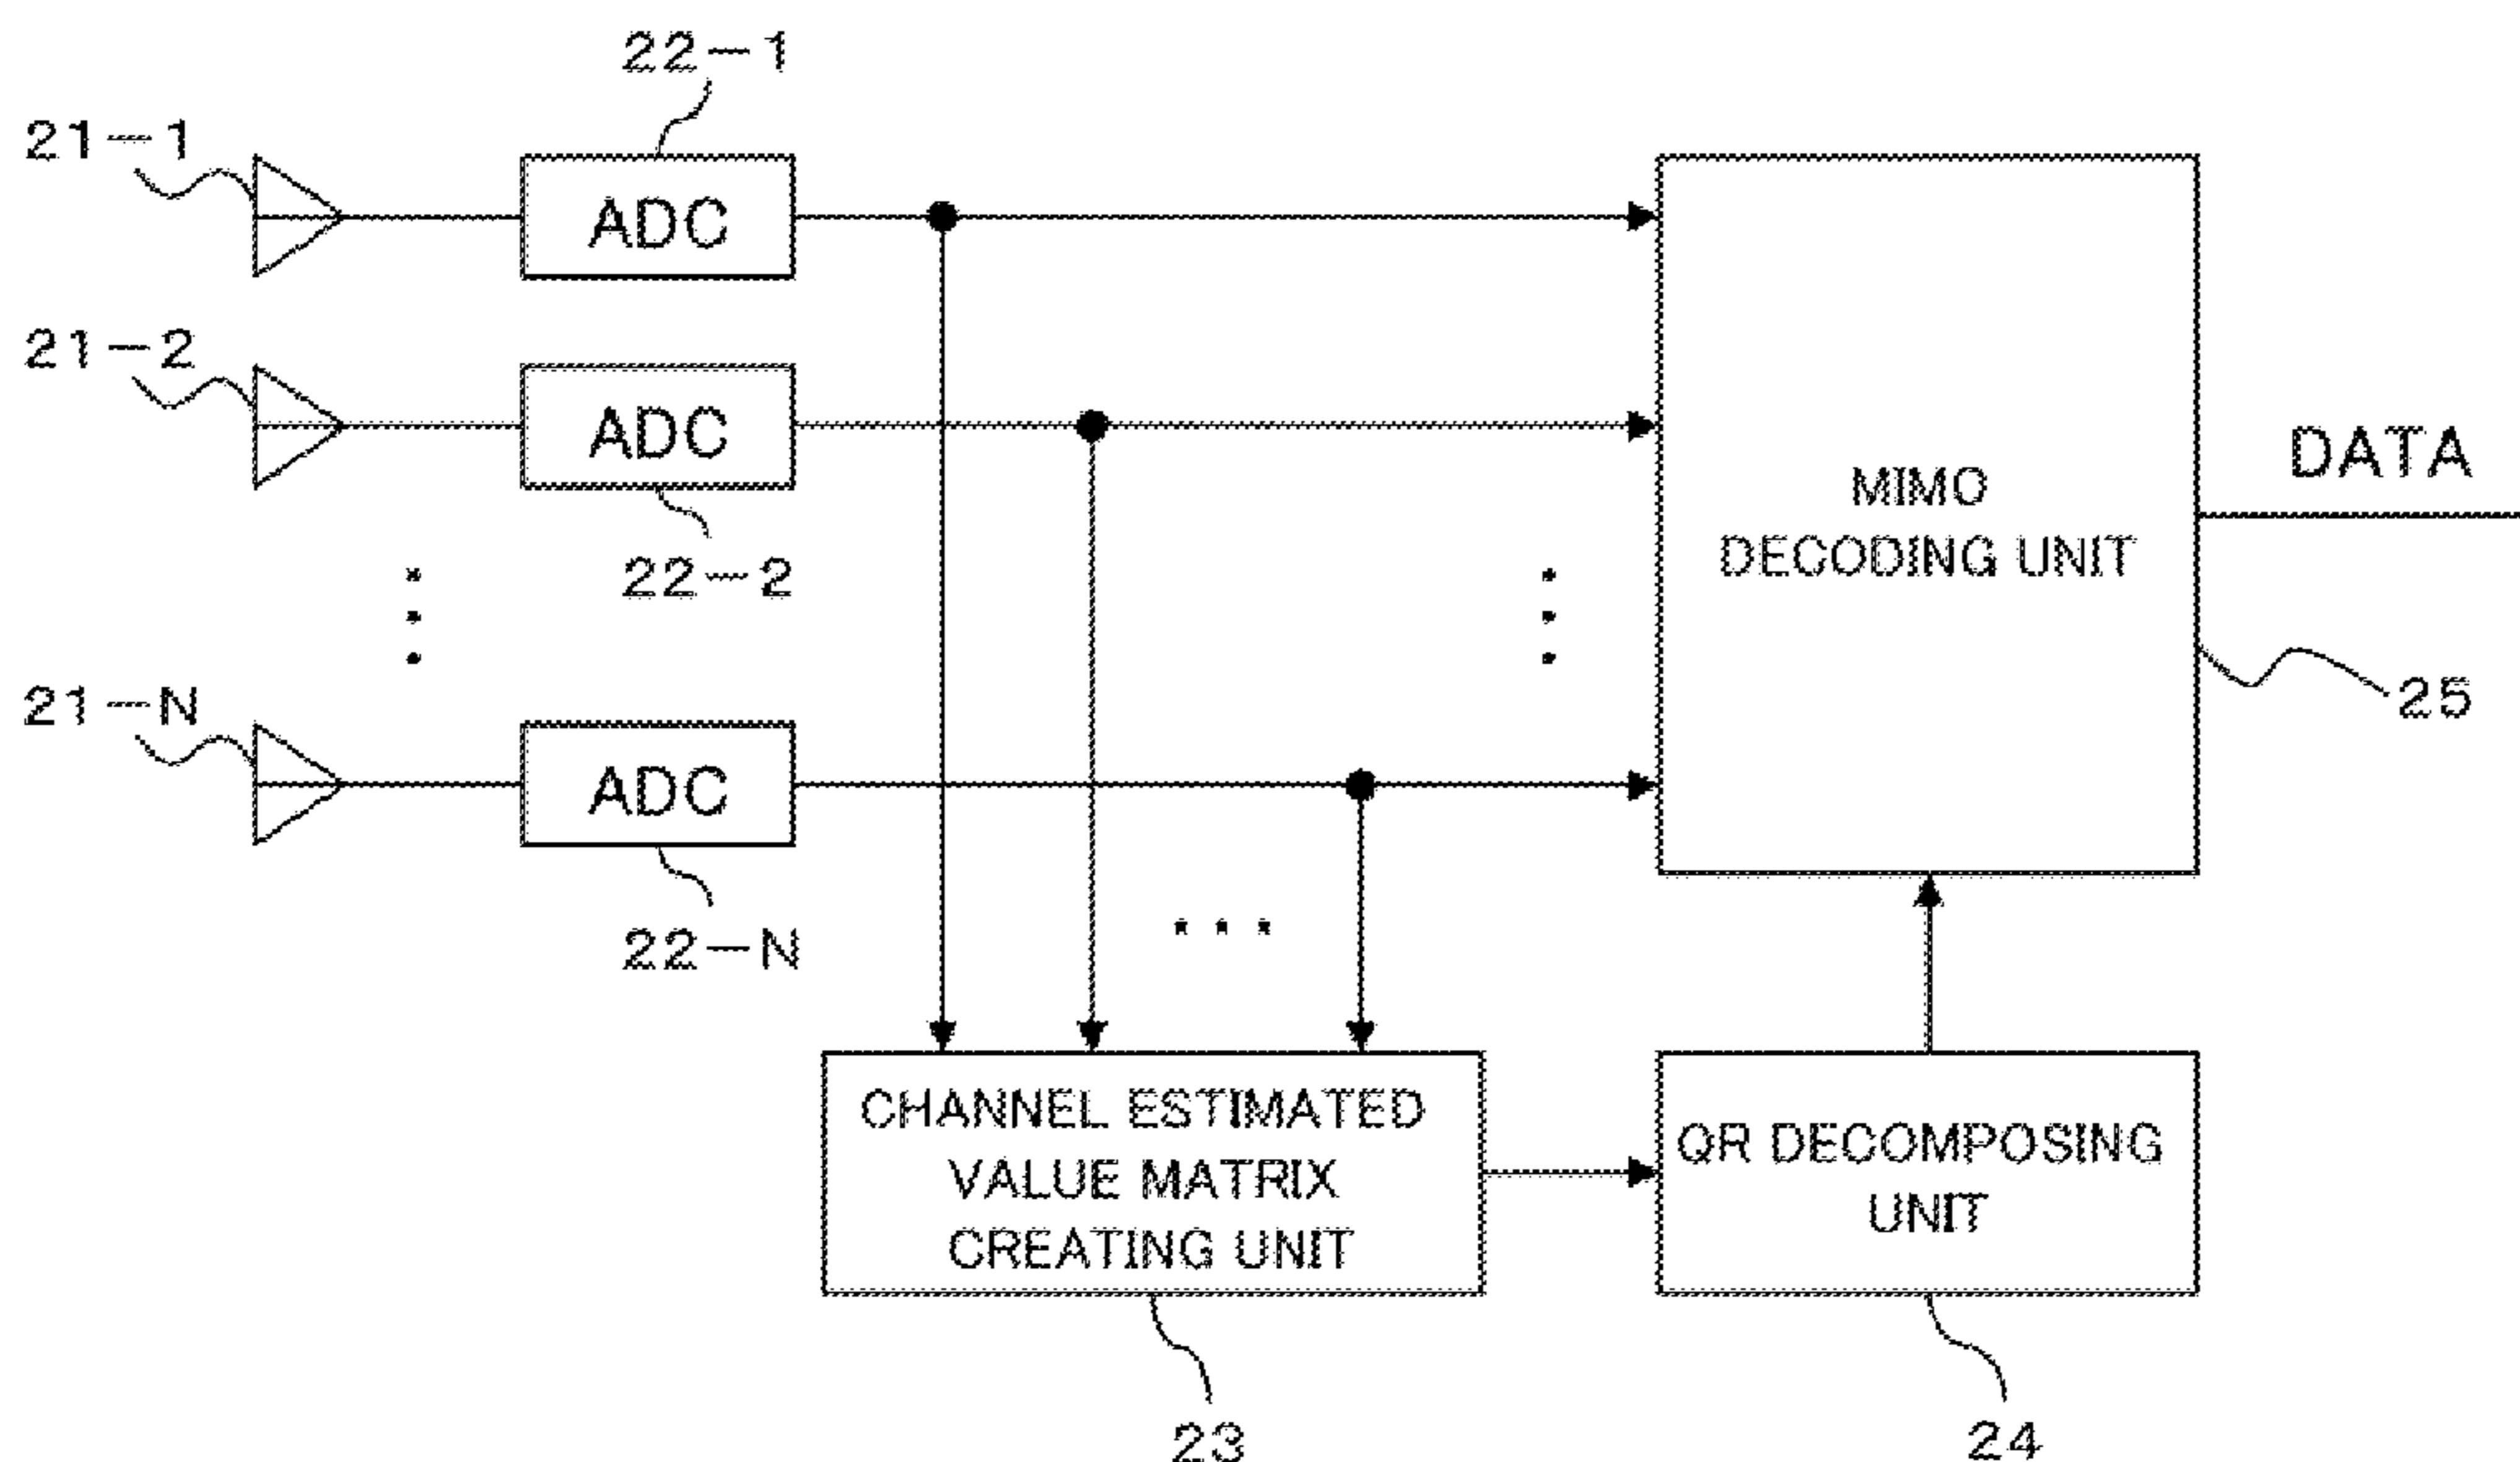 22-1
21-1
ADC
21-2
ADC
22-2
MIMO
DECODING UNIT
DATA
21-N
25
ADC
22-N
CHANNEL ESTIMATED
VALUE MATRIX
CREATING UNIT
QR DECOMPOSING
UNIT
23
24